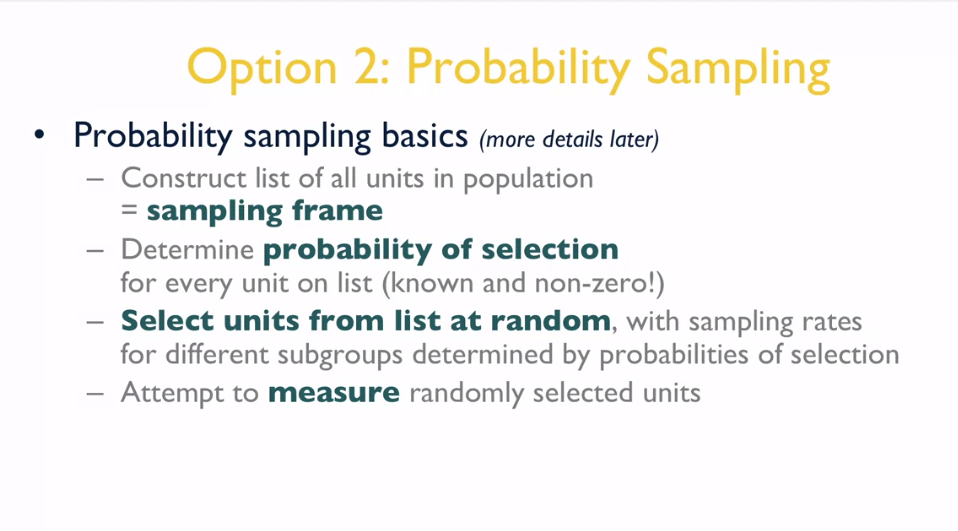 Option 2: Probability Sampling
• Probability sampling basics (more details later)
– Construct list of all units in population
= sampling frame
– Determine probability of selection
for every unit on list (known and non-zero!)
– Select units from list at random, with sampling rates
for different subgroups determined by probabilities of selection
– Attempt to measure randomly selected units